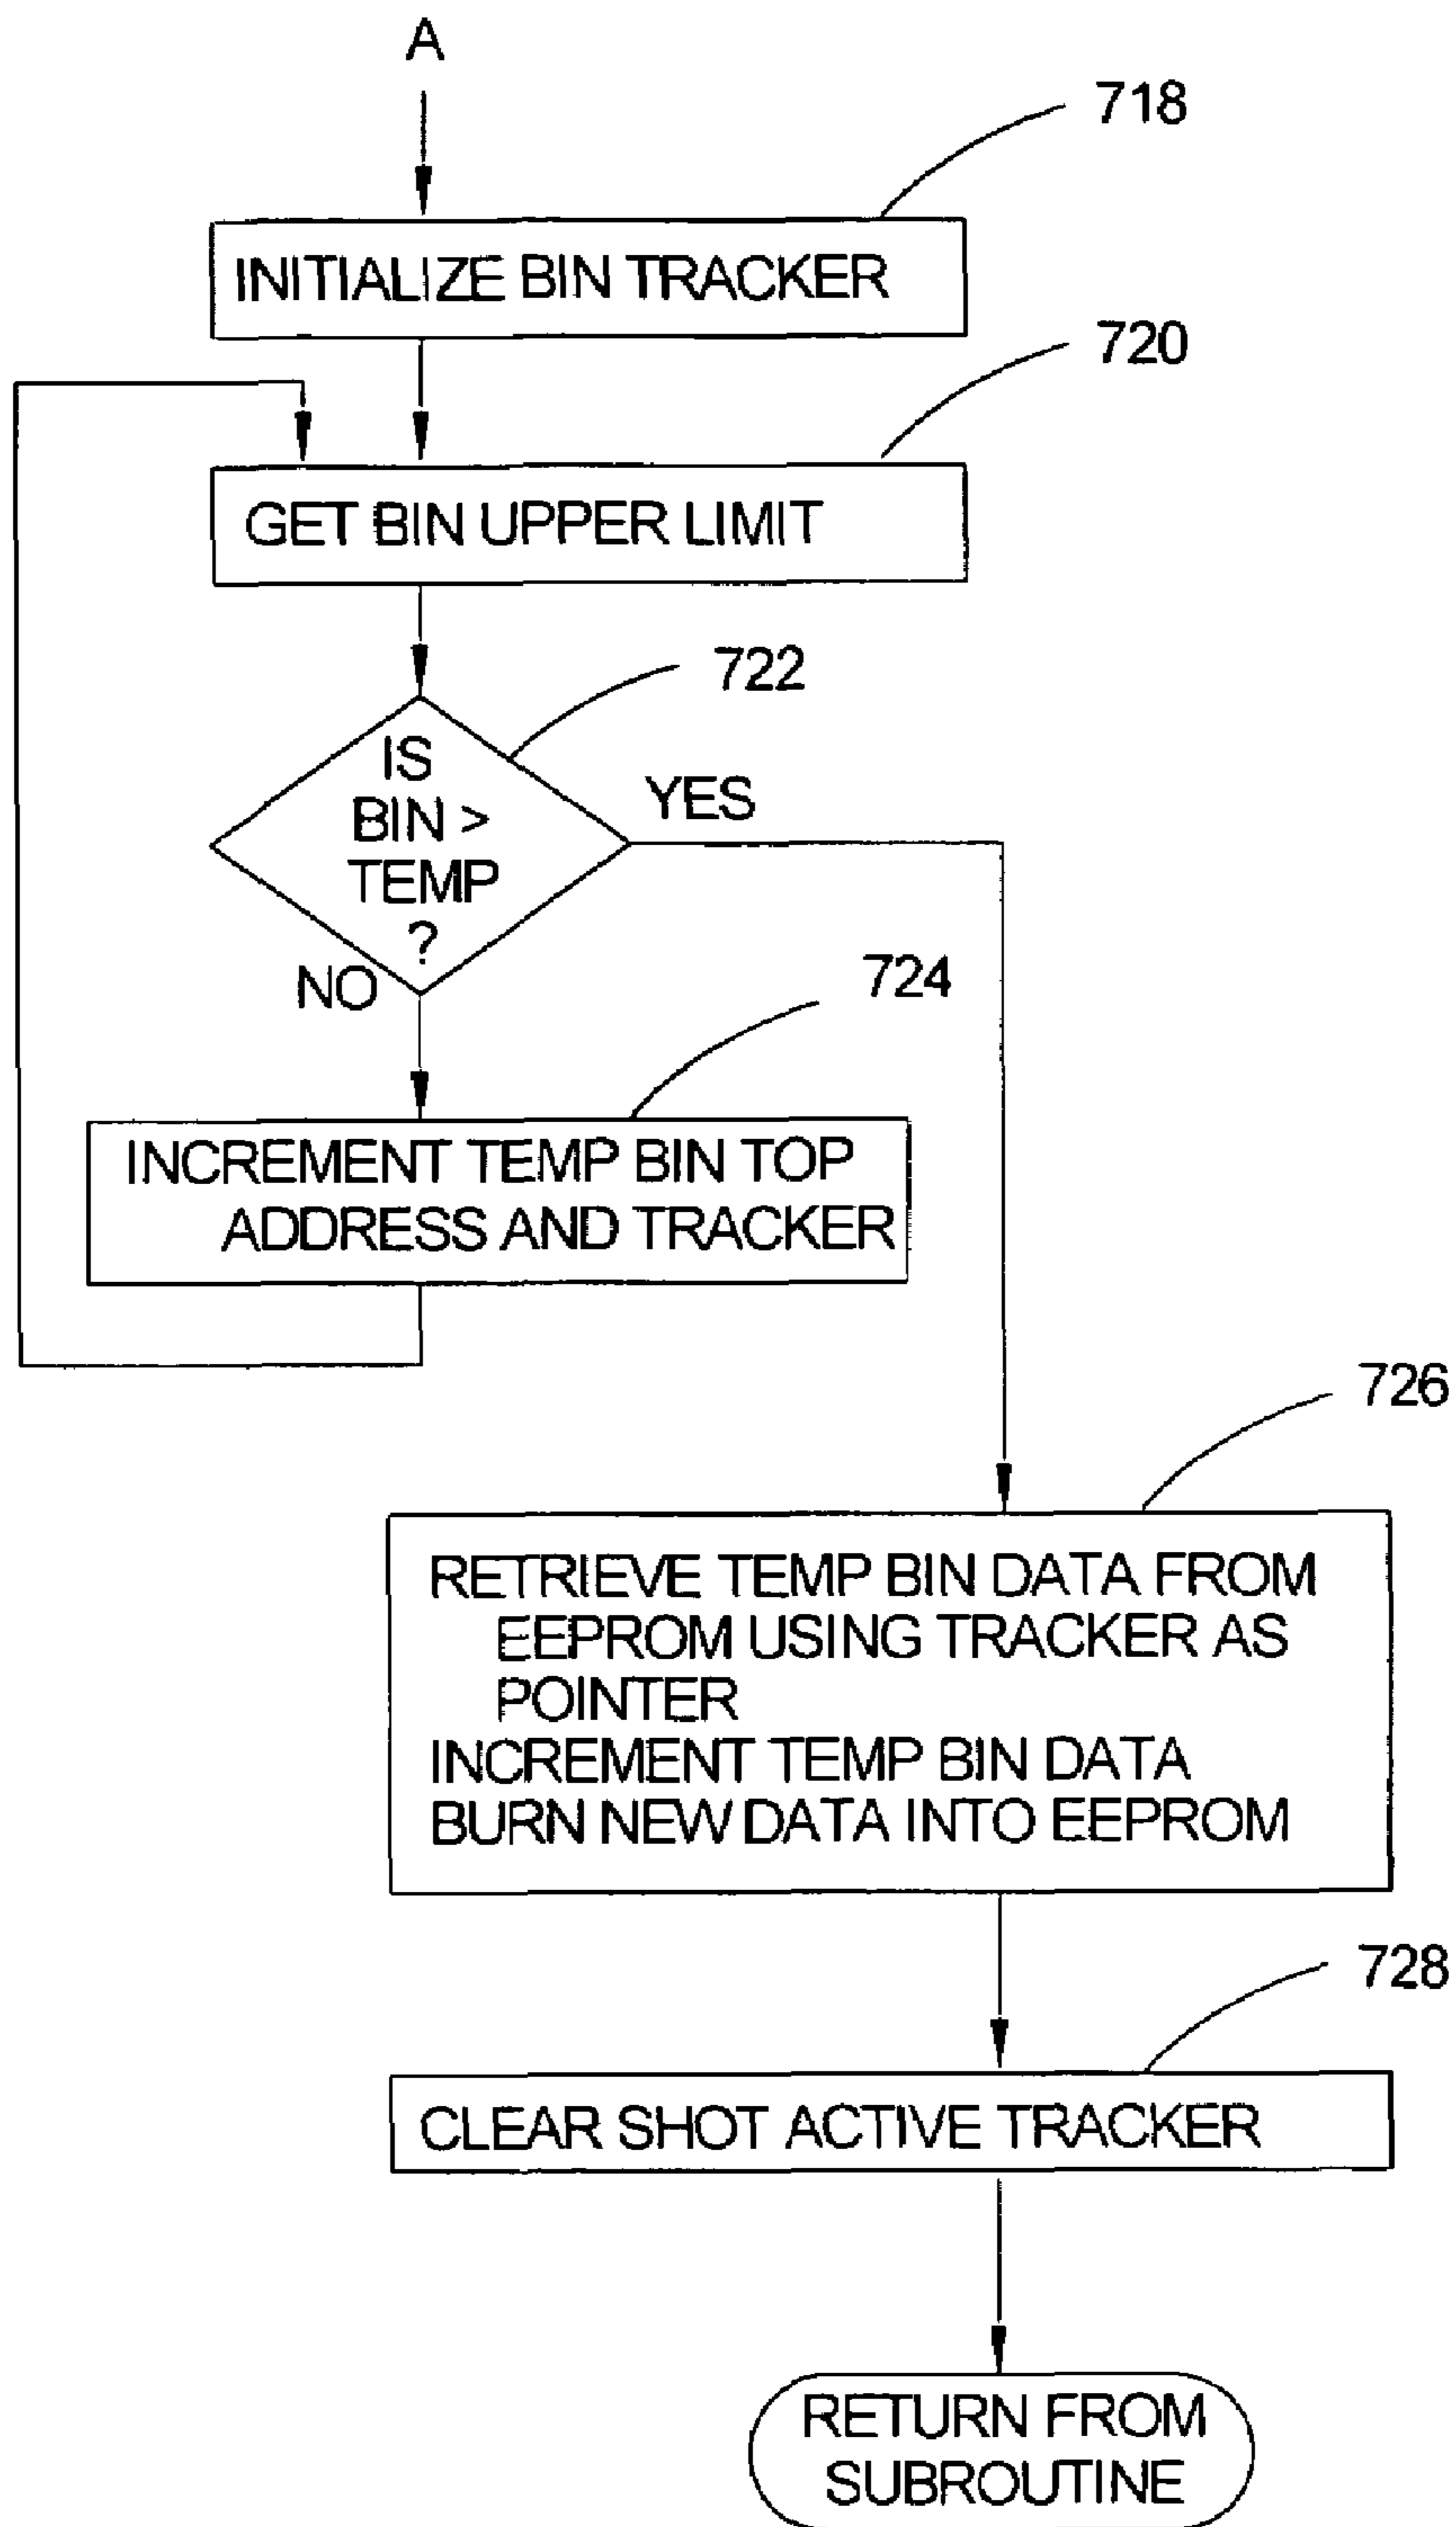 A
718
INITIALIZE BIN TRACKER
720
GET BIN UPPER LIMIT
722
IS
BIN >
TEMP
?
YES
NO
724
INCREMENT TEMP BIN TOP
ADDRESS AND TRACKER
726
RETRIEVE TEMP BIN DATA FROM
EEPROM USING TRACKER AS
POINTER
INCREMENT TEMP BIN DATA
BURN NEW DATA INTO EEPROM
728
CLEAR SHOT ACTIVE TRACKER
RETURN FROM
SUBROUTINE